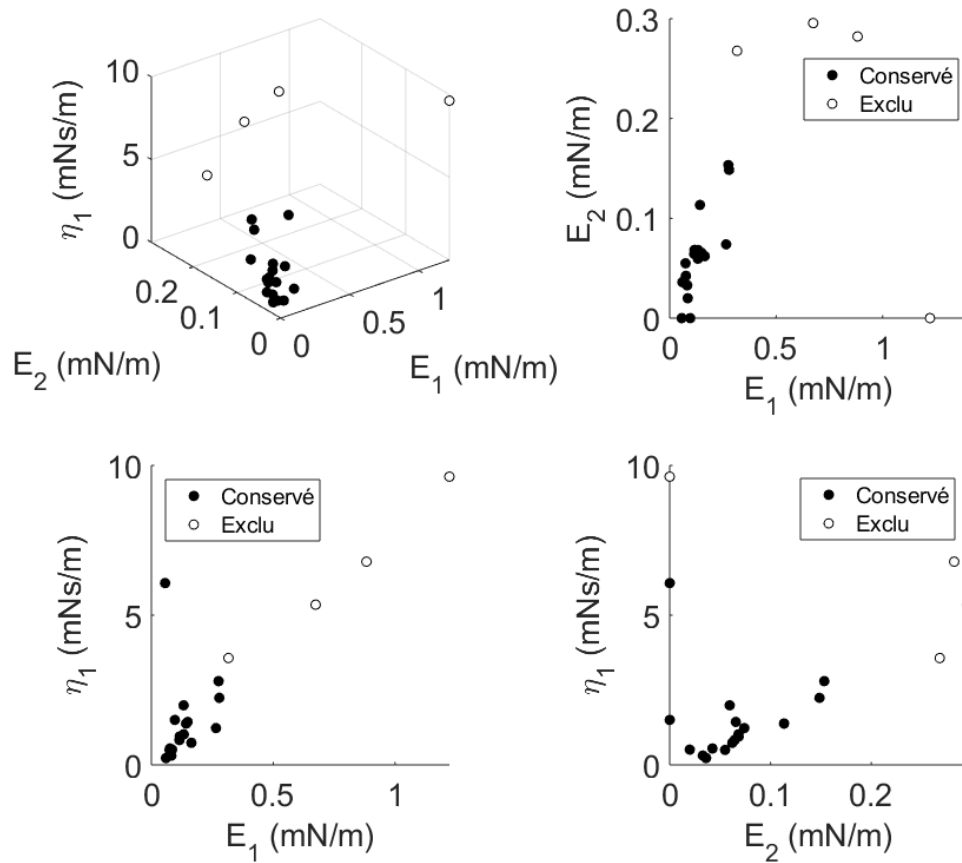 10
5
0
η₁ (mNs/m)
0.2
0.1
0
E₂ (mN/m)
0
0.5
1
E₁ (mN/m)
0.3
0.2
0.1
0
E₂ (mN/m)
Conservé
Exclu
0
0.5
1
E₁ (mN/m)
10
5
0
η₁ (mNs/m)
Conservé
Exclu
0
0.5
1
E₁ (mN/m)
10
5
0
η₁ (mNs/m)
Conservé
Exclu
0
0.1
0.2
E₂ (mN/m)